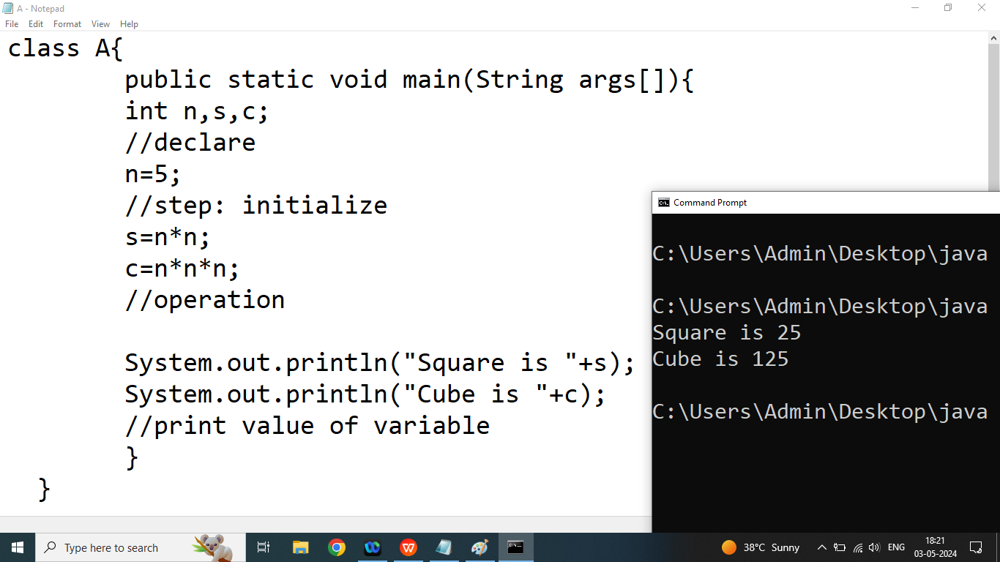 A - Notepad
File Edit Format View Help
class A{
public static void main(String args[]){
int n,s,c;
//declare
n=5;
//step: initialize
s=n*n;
c=n*n*n;
//operation
System.out.println("Square is "+s);
System.out.println("Cube is "+c);
//print value of variable
}
}
Command Prompt
C:\Users\Admin\Desktop\java
C:\Users\Admin\Desktop\java
Square is 25
Cube is 125
C:\Users\Admin\Desktop\java
Type here to search
38°C Sunny
ENG
18:21
03-05-2024